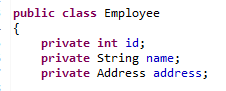 public class Employee
{
private int id;
private String name;
private Address address;